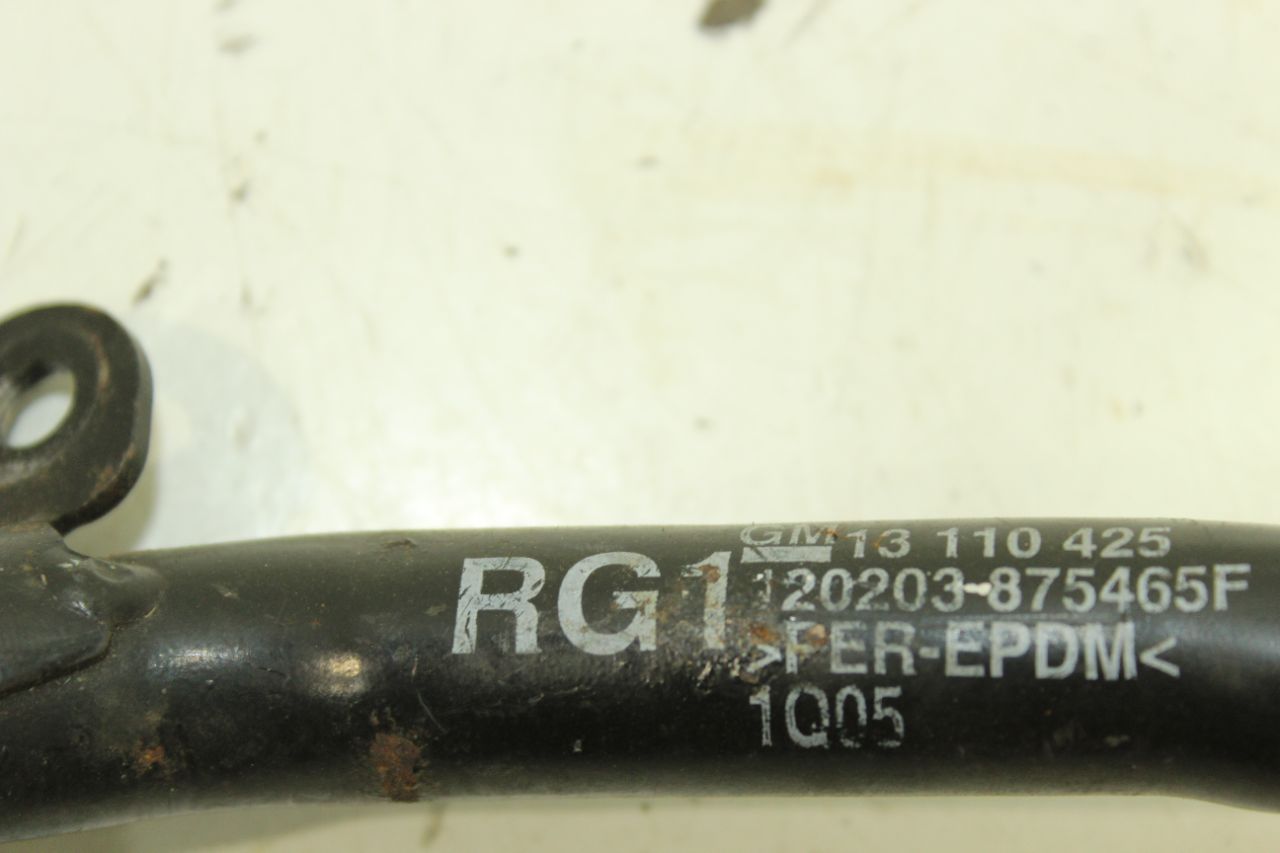 RG1
GM 13 110 425
120203-875465F
>PER-EPDM<
1Q05